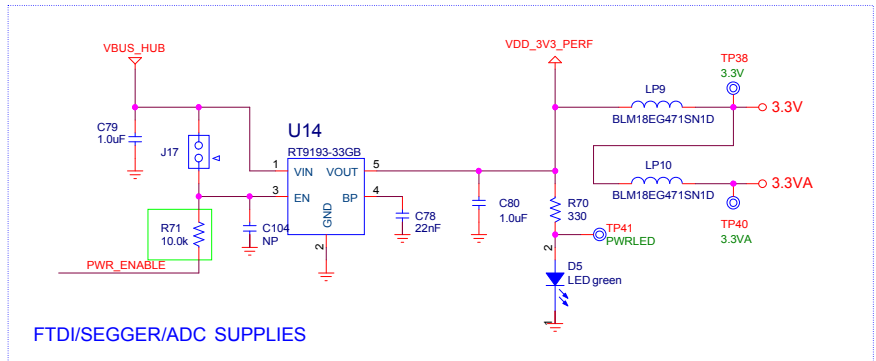 VBUS_HUB
VDD_3V3_PERF
TP38
3.3V
LP9
3.3V
BLM18EG471SN1D
C79
1.0uF
J17
U14
RT9193-33GB
1
VIN
VOUT
5
3
EN
BP
4
GND
2
LP10
3.3VA
BLM18EG471SN1D
C80
1.0uF
R70
330
C78
22nF
TP40
3.3VA
R71
10.0k
C104
NP
TP41
PWRLED
PWR_ENABLE
2
D5
LED green
1
FTDI/SEGGER/ADC SUPPLIES